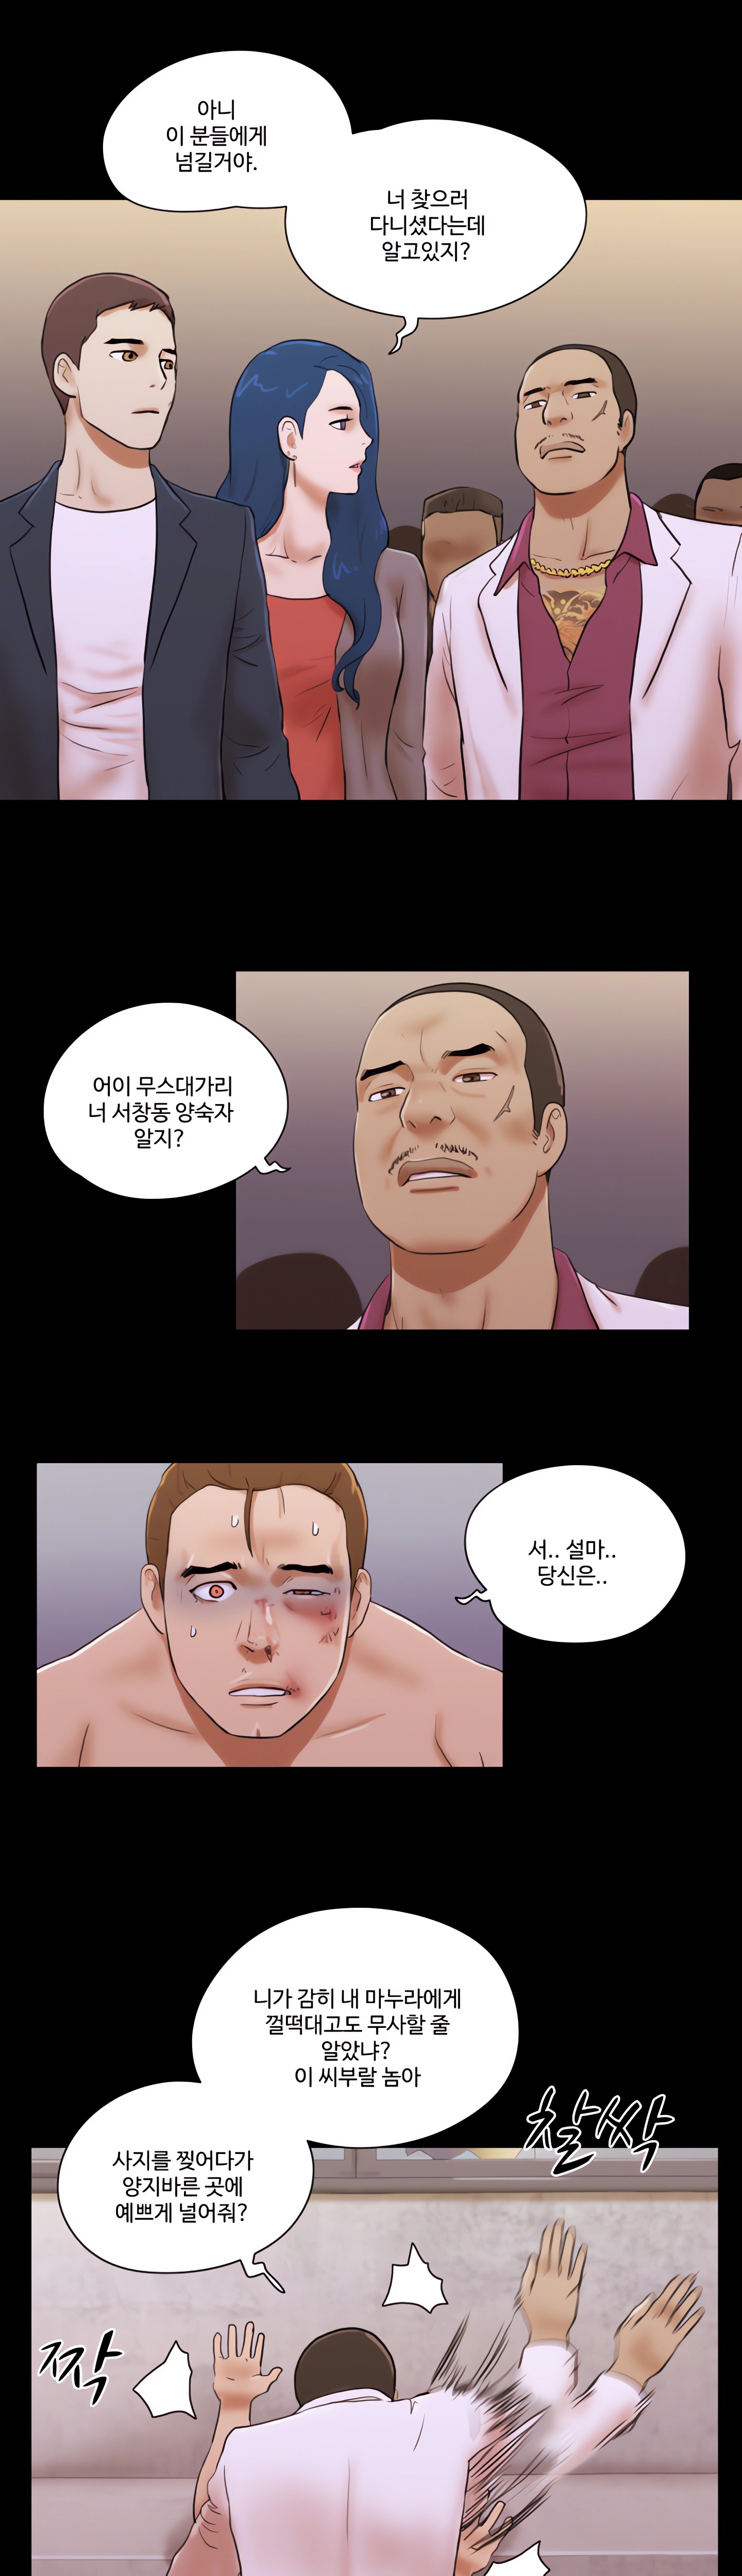 아니
이 분들에게
넘길거야.
너 찾으러
다니셨다는데
알고있지?
어이 무스대가리
너 서창동 양숙자
알지?
서.. 설마..
당신은..
니가 감히 내 마누라에게
껄떡대고도 무사할 줄
알았냐?
이 씨부랄 놈아
찰싹
사지를 찢어다가
양지바른 곳에
예쁘게 널어줘?
짝